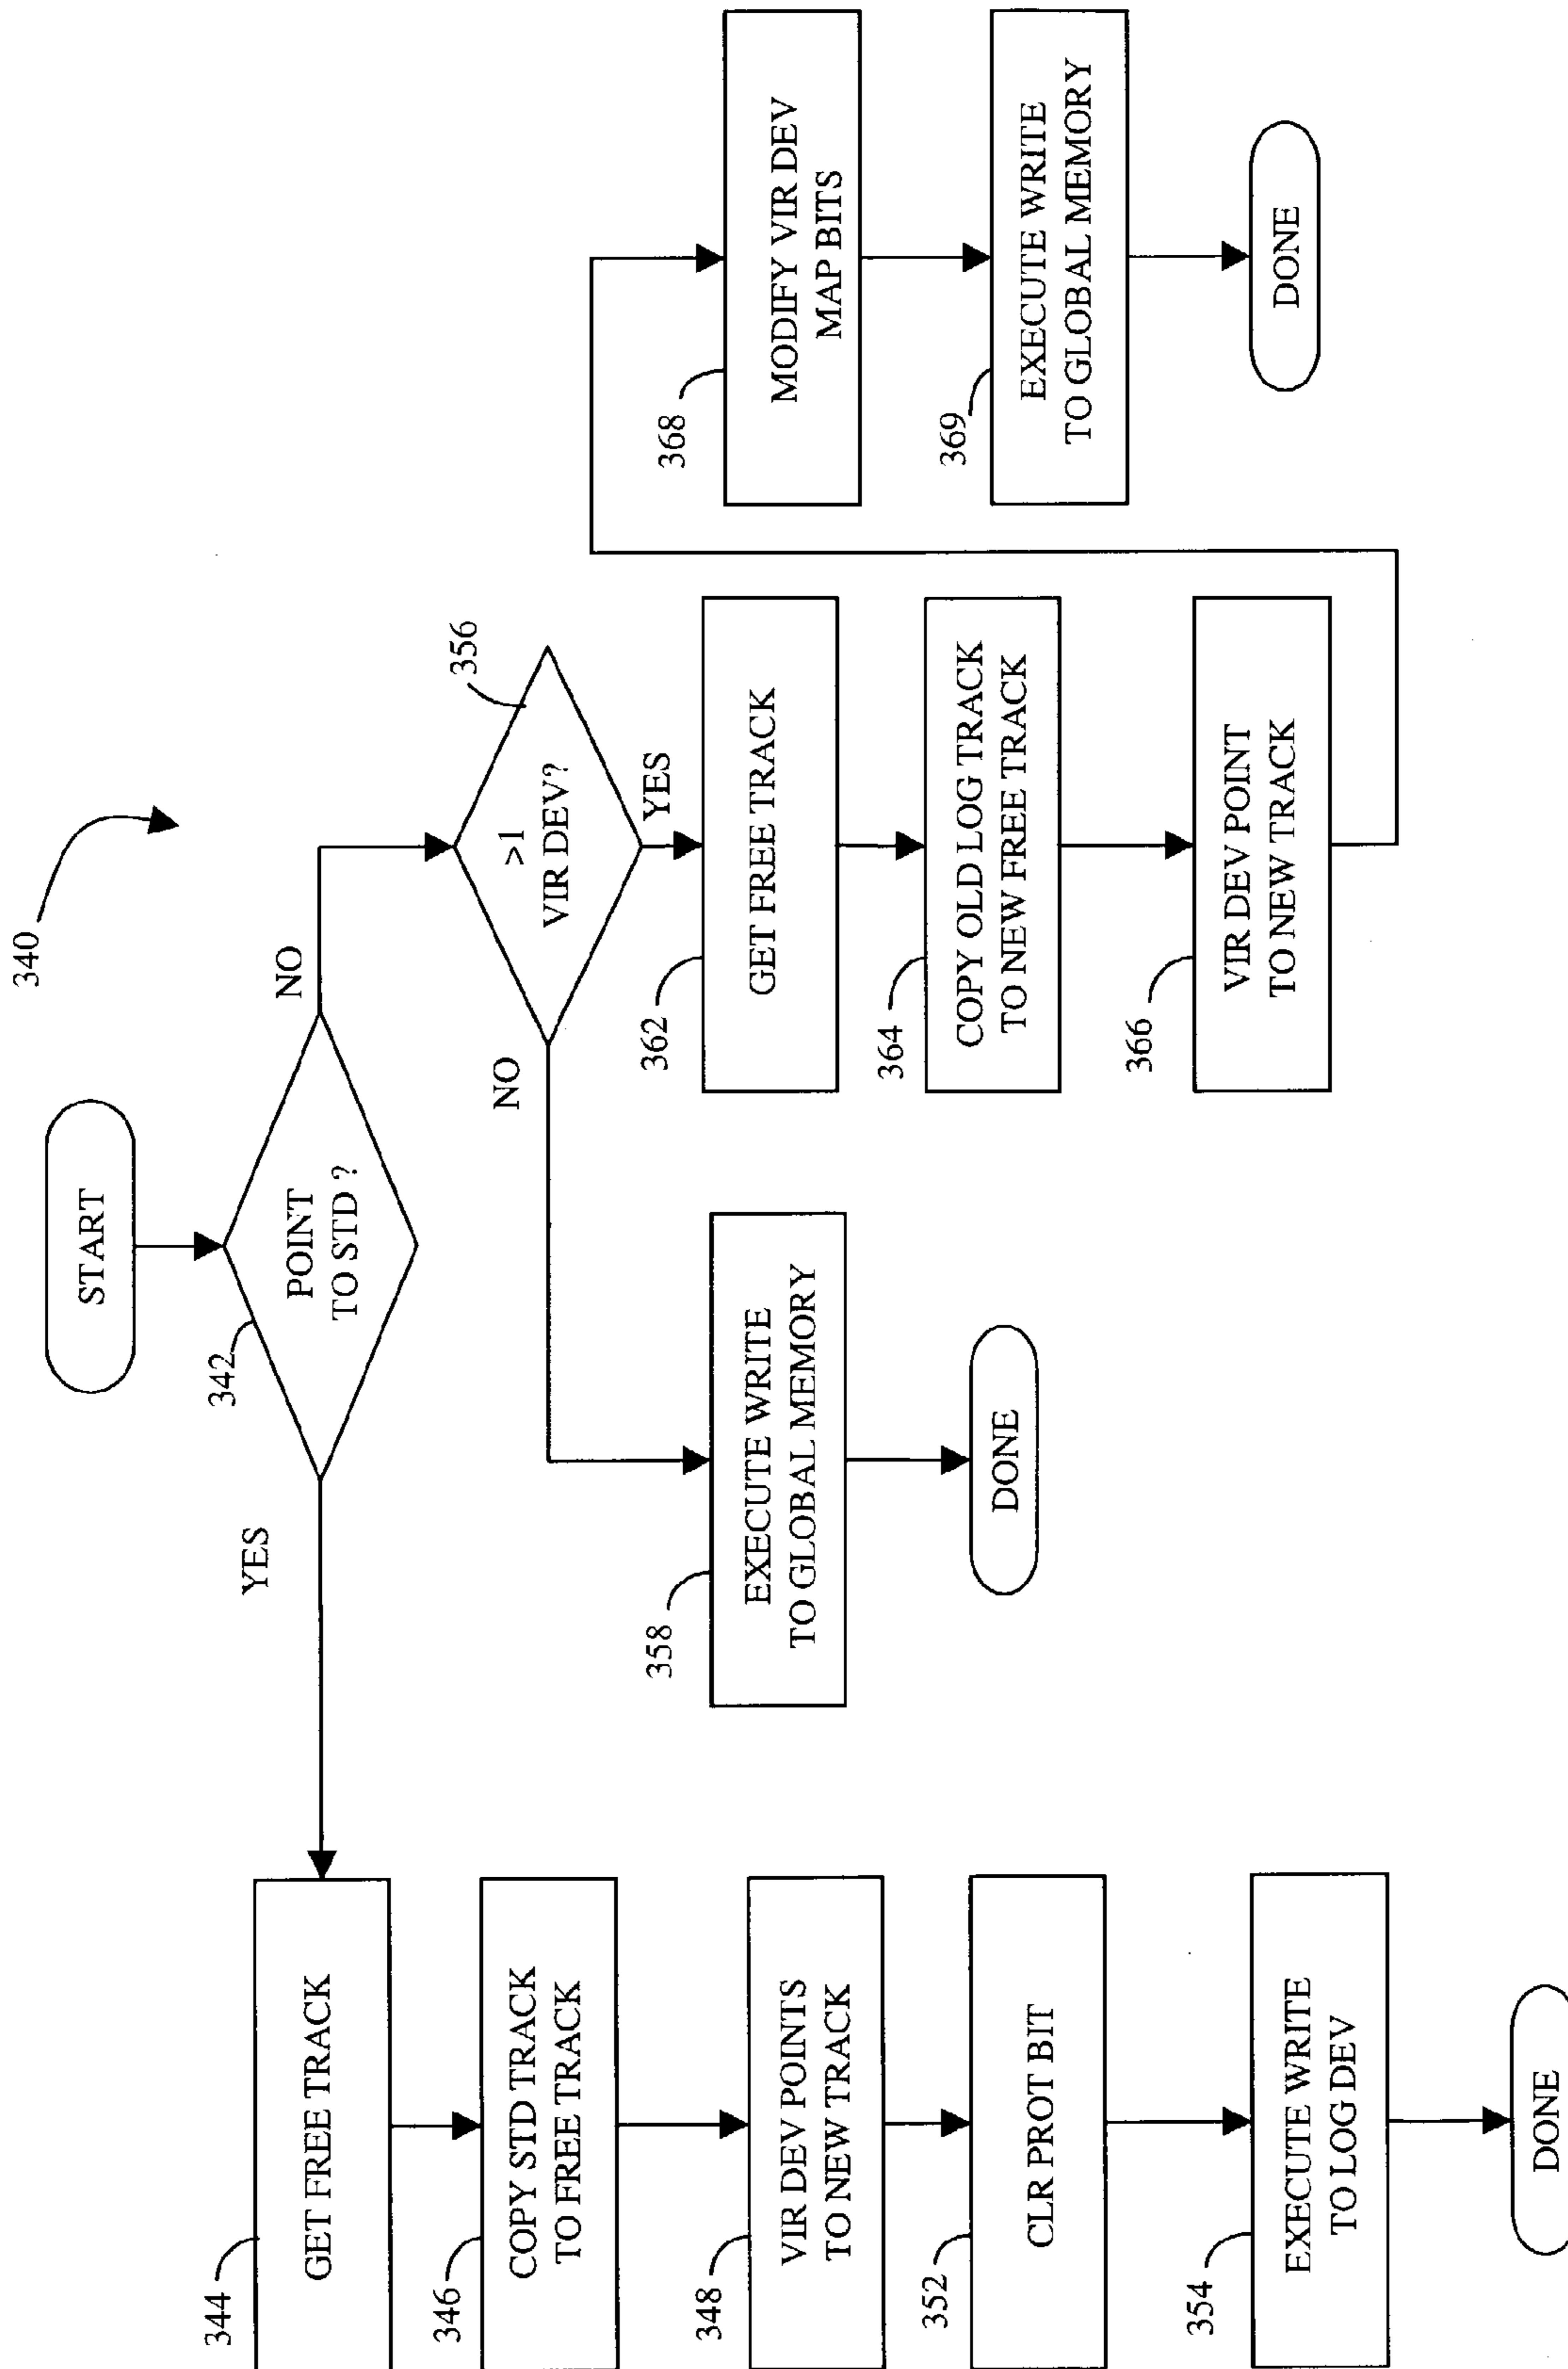 340
START
342
POINT
TO STD ?
YES
NO
344
GET FREE TRACK
346
COPY STD TRACK
TO FREE TRACK
348
VIR DEV POINTS
TO NEW TRACK
352
CLR PROT BIT
354
EXECUTE WRITE
TO LOG DEV
DONE
356
>1
VIR DEV?
NO
YES
358
EXECUTE WRITE
TO GLOBAL MEMORY
DONE
362
GET FREE TRACK
364
COPY OLD LOG TRACK
TO NEW FREE TRACK
366
VIR DEV POINT
TO NEW TRACK
368
MODIFY VIR DEV
MAP BITS
369
EXECUTE WRITE
TO GLOBAL MEMORY
DONE